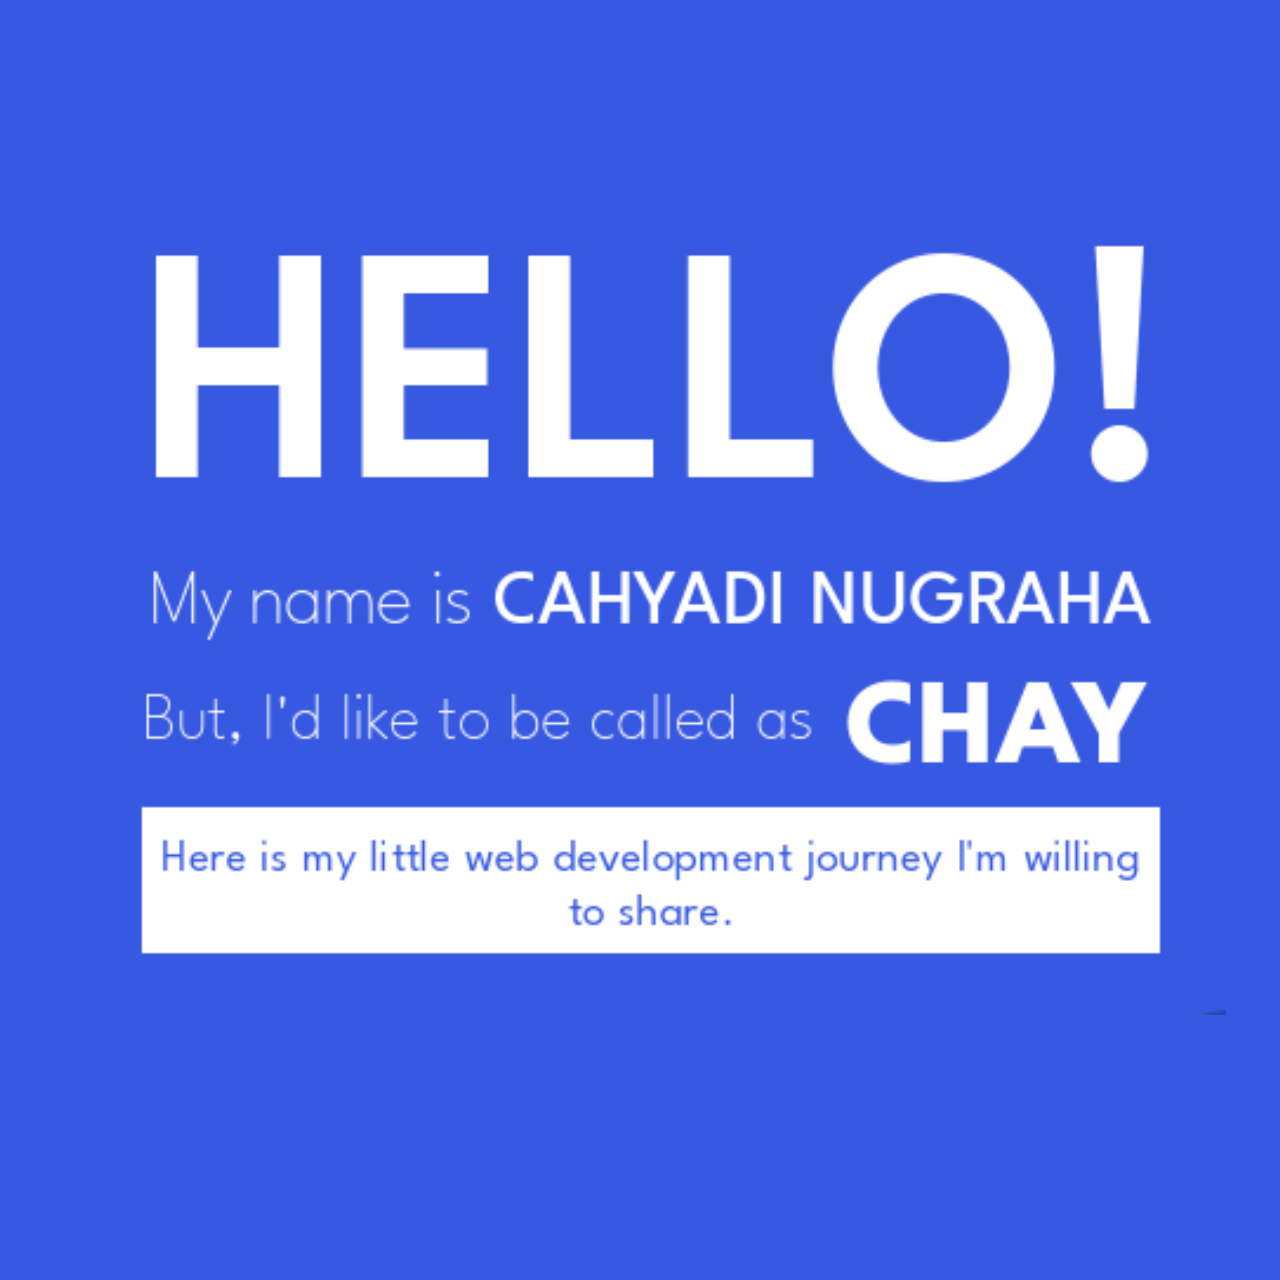 HELLO!
My name is CAHYADI NUGRAHA
But, I'd like to be called as CHAY
Here is my little web development journey I'm willing
to share.